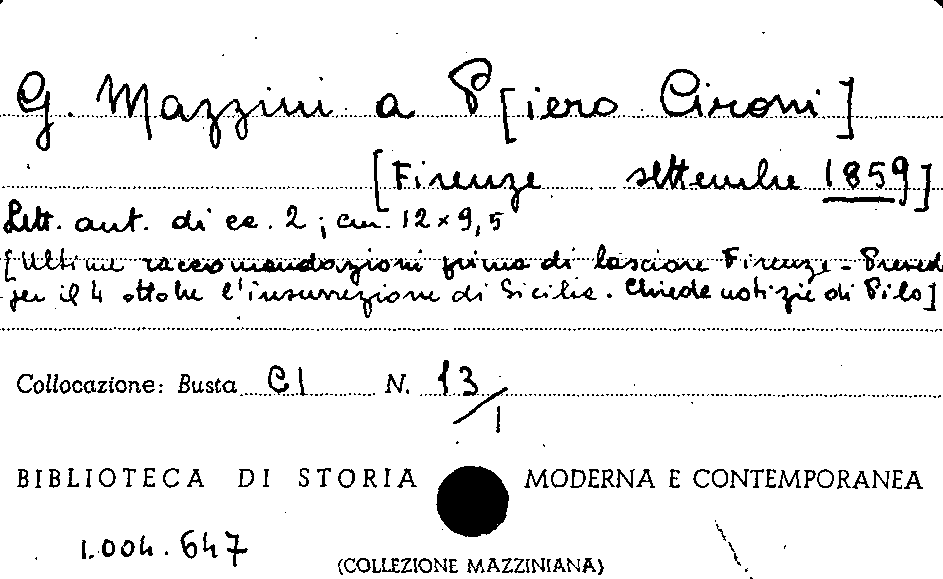 G. Mazzini a P[iero Cironi]
[Firenze settembre 1859]
Lett. aut. di cc. 2 ; cm. 12 x 9,5
[Ultime raccomandazioni prima di lasciare Firenze - Preved
per il 4 ottobre l'insurrezione di Sicilia. Chiede notizie di Pilo]
Collocazione: Busta CI N. 13/1
BIBLIOTECA DI STORIA MODERNA E CONTEMPORANEA
1.004.647
(COLLEZIONE MAZZINIANA)